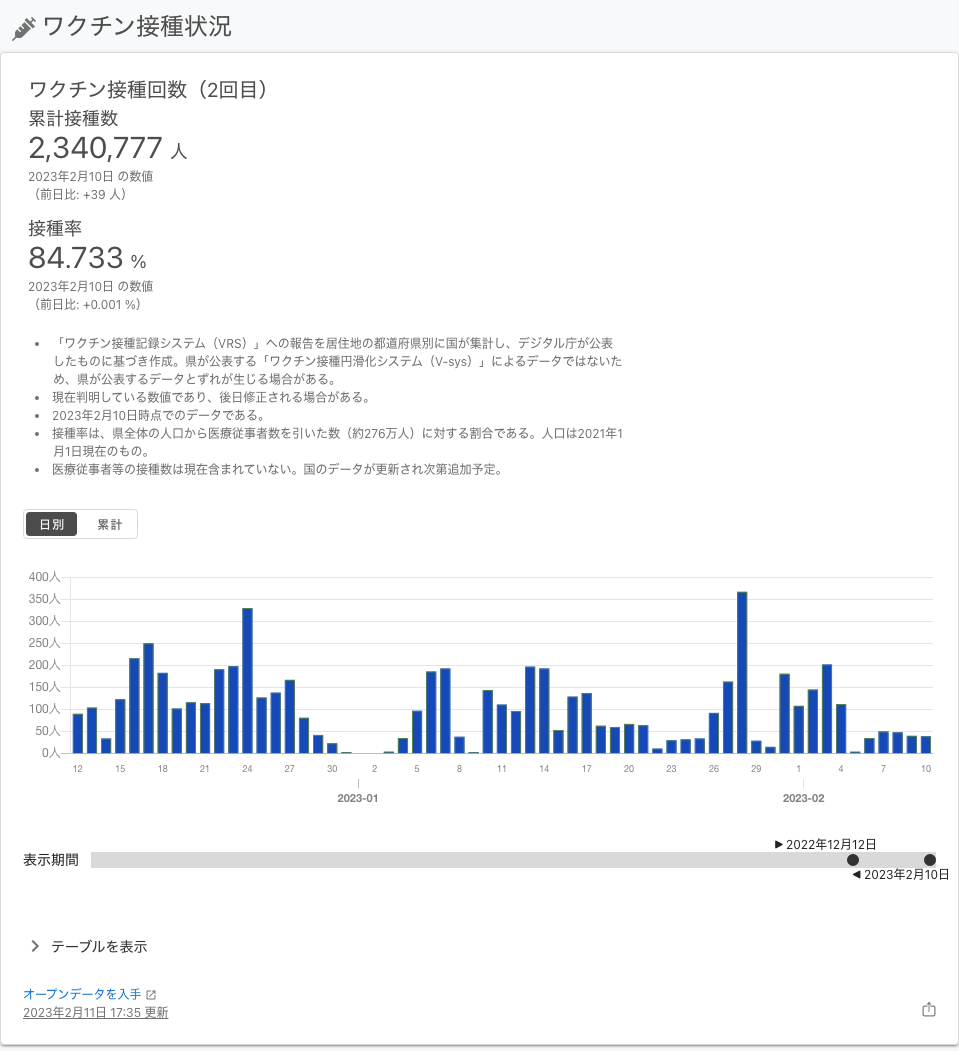 ワクチン接種状況
ワクチン接種回数（2回目）
累計接種数
2,340,777 人
2023年2月10日 の数値
（前日比: +39 人）
接種率
84.733 %
2023年2月10日 の数値
（前日比: +0.001 %）
「ワクチン接種記録システム（VRS）」への報告を居住地の都道府県別に国が集計し、デジタル庁が公表
したものに基づき作成。県が公表する「ワクチン接種円滑化システム（V-sys）」によるデータではないた
め、県が公表するデータとずれが生じる場合がある。
現在判明している数値であり、後日修正される場合がある。
2023年2月10日時点でのデータである。
接種率は、県全体の人口から医療従事者数を引いた数（約276万人）に対する割合である。人口は2021年1
月1日現在のもの。
医療従事者等の接種数は現在含まれていない。国のデータが更新され次第追加予定。
日別 累計
400人
350人
300人
250人
200人
150人
100人
50人
0人
12 15 18 21 24 27 30 2 5 8 11 14 17 20 23 26 29 1 4 7 10
2023-01 2023-02
▶ 2022年12月12日
表示期間
◀ 2023年2月10日
テーブルを表示
オープンデータを入手
2023年2月11日 17:35 更新